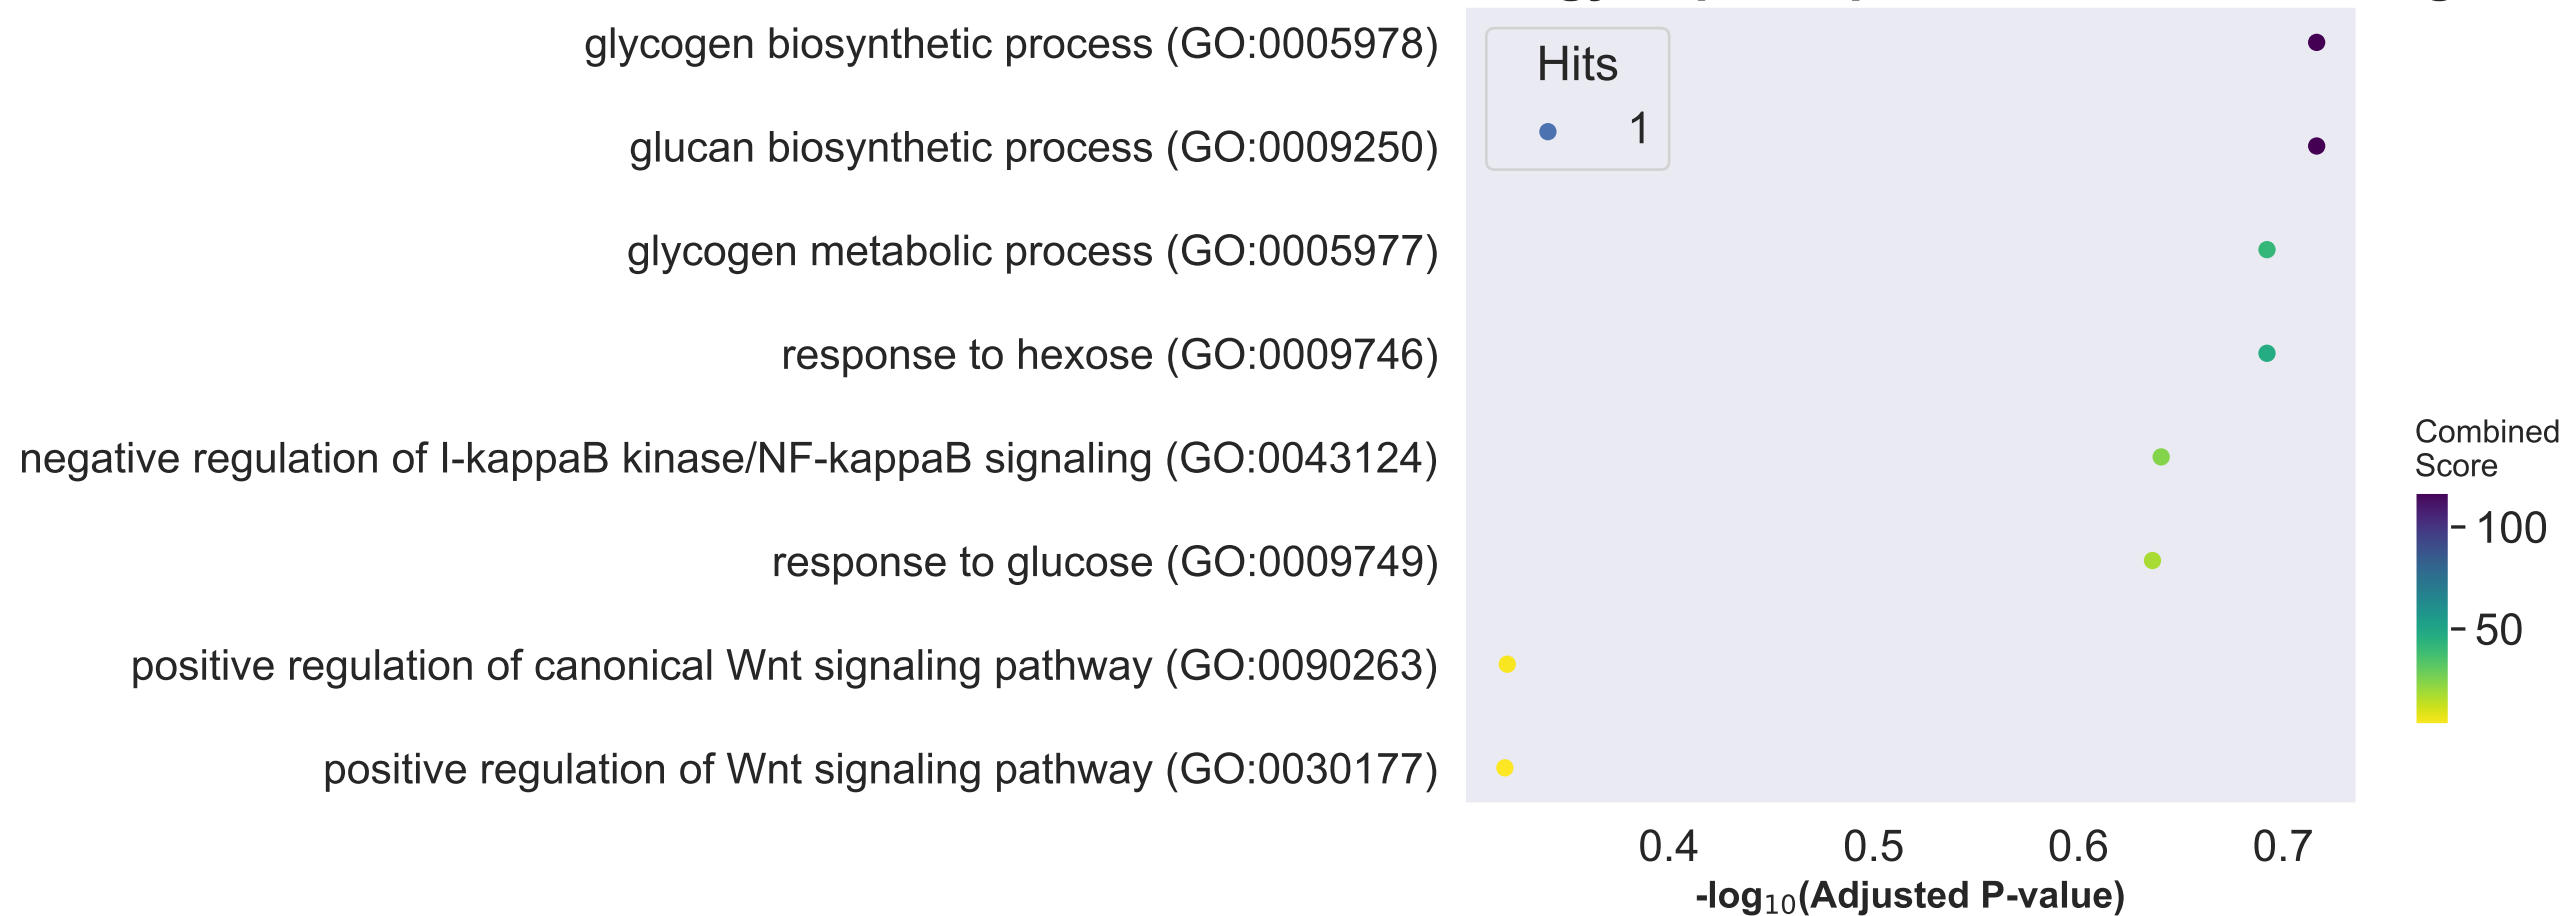 glycogen biosynthetic process (GO:0005978)
glucan biosynthetic process (GO:0009250)
glycogen metabolic process (GO:0005977)
response to hexose (GO:0009746)
negative regulation of I-kappaB kinase/NF-kappaB signaling (GO:0043124)
response to glucose (GO:0009749)
positive regulation of canonical Wnt signaling pathway (GO:0090263)
positive regulation of Wnt signaling pathway (GO:0030177)
Hits
1
0.4 0.5 0.6 0.7
-log10(Adjusted P-value)
Combined
Score
100
50